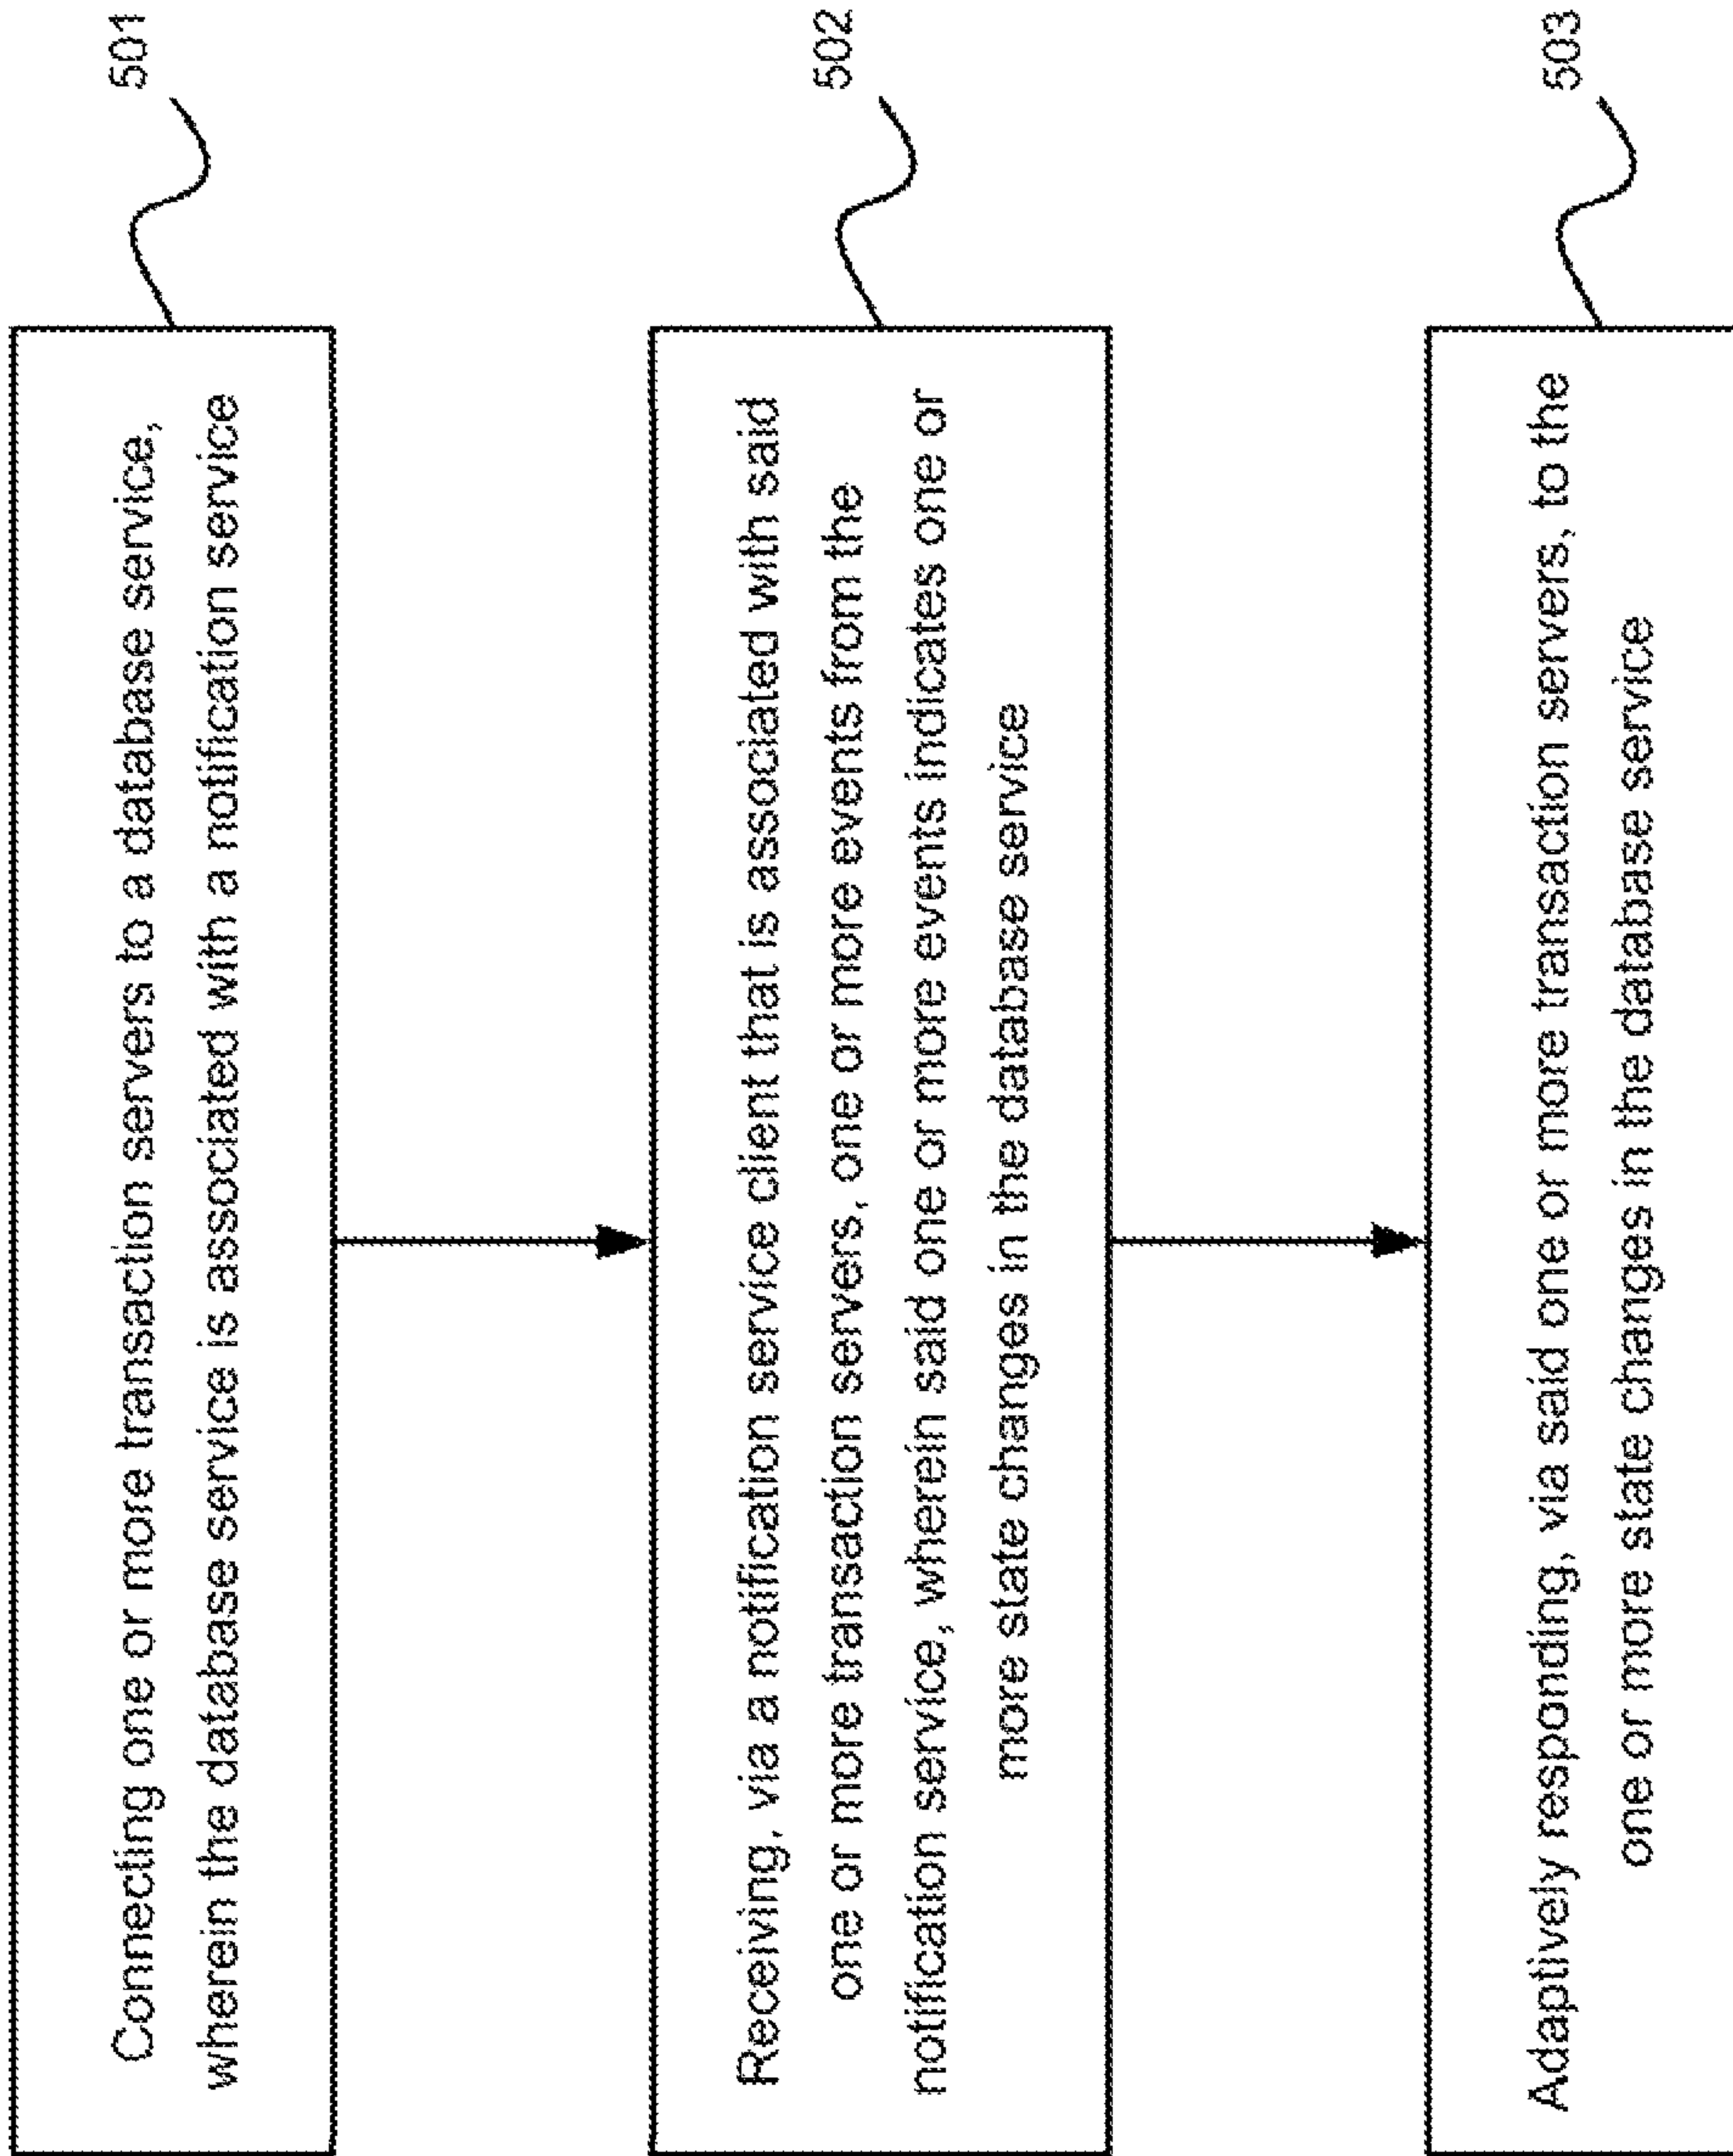 Connecting one or more transaction servers to a database service,
wherein the database service is associated with a notification service
501
Receiving, via a notification service client that is associated with said
one or more transaction servers, one or more events from the
notification service, wherein said one or more events indicates one or
more state changes in the database service
502
Adaptively responding, via said one or more transaction servers, to the
one or more state changes in the database service
503